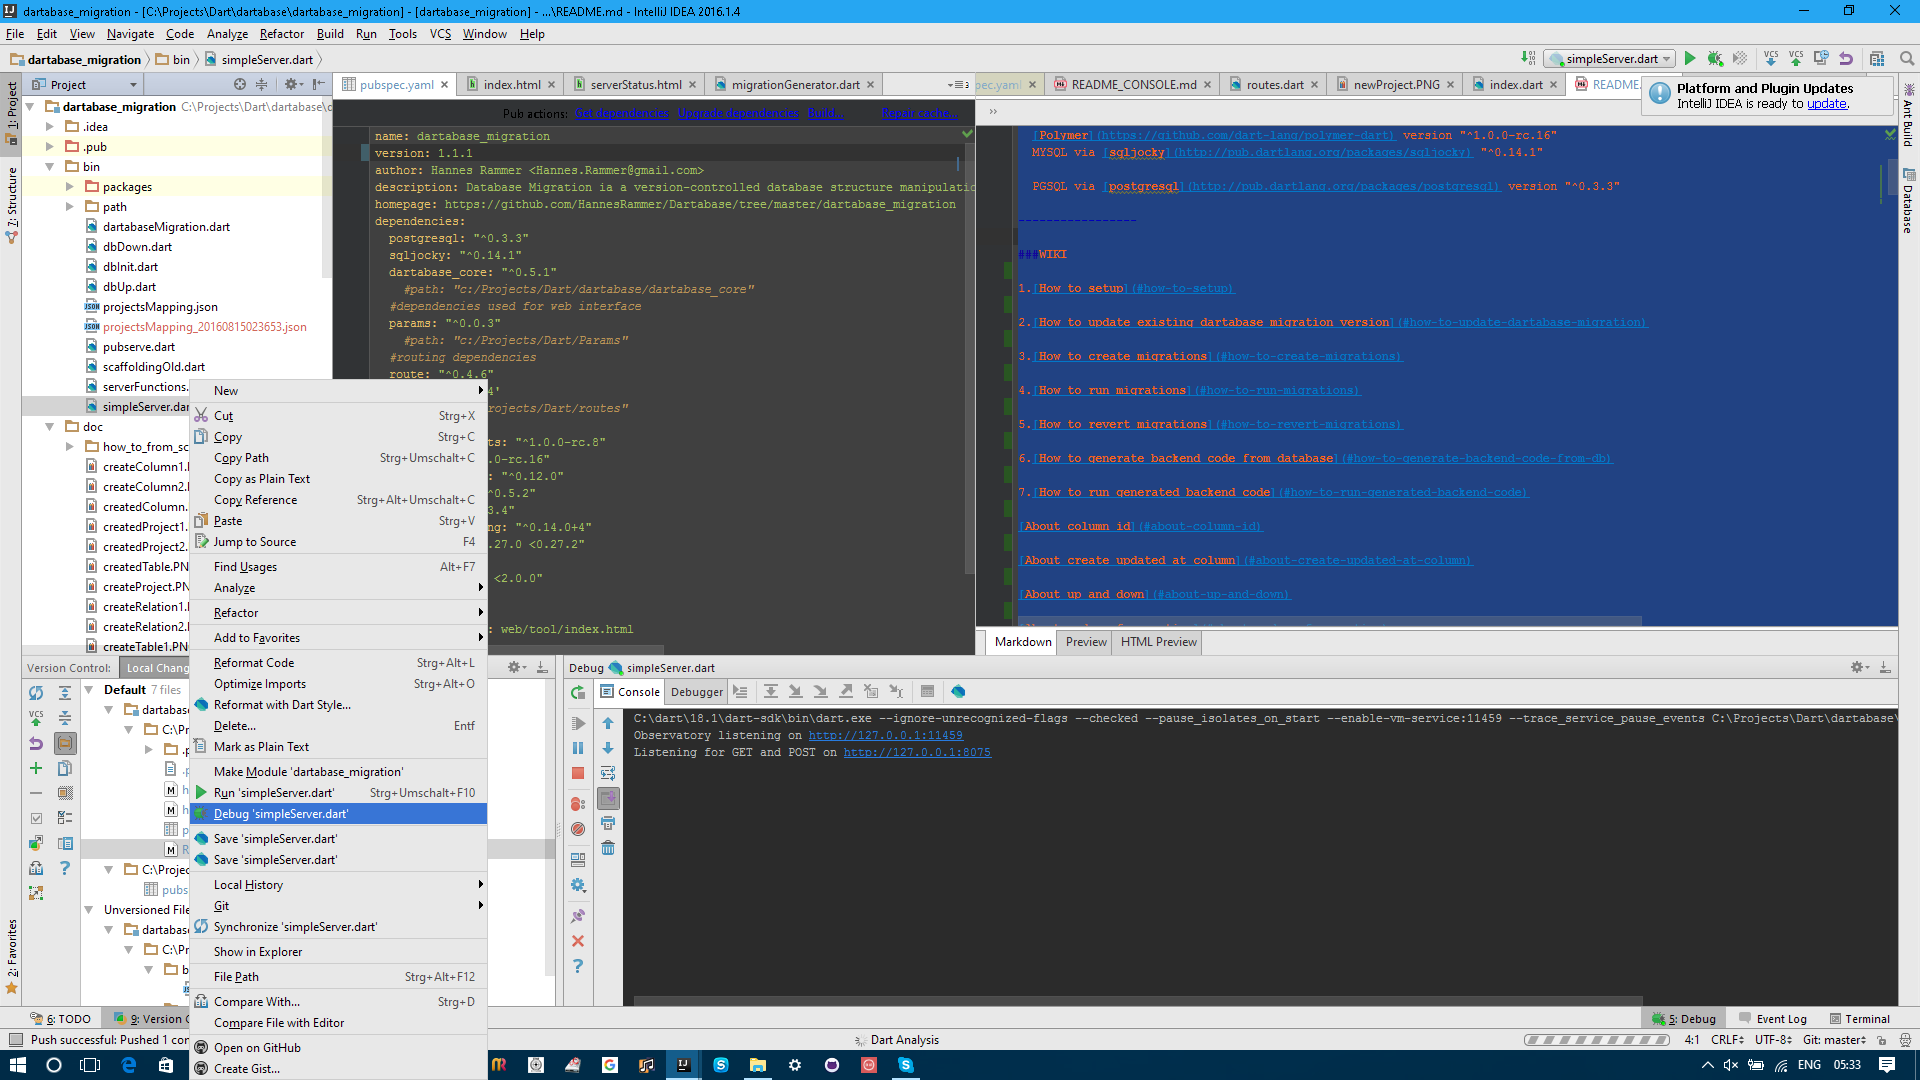 dartabase_migration - [C:\Projects\Dart\dartabase\dartabase_migration] - [dartabase_migration] - ...\README.md - IntelliJ IDEA 2016.1.4
File Edit View Navigate Code Analyze Refactor Build Run Tools VCS Window Help
dartabase_migration bin simpleServer.dart
simpleServer.dart
Project
pubspec.yaml index.html serverStatus.html migrationGenerator.dart
README_CONSOLE.md routes.dart newProject.PNG index.dart README
Platform and Plugin Updates
IntelliJ IDEA is ready to update.
1: Project
7: Structure
2: Favorites
Ant Build
Database
dartabase_migration C:\Projects\Dart\dartabase\d
.idea
.pub
bin
packages
path
dartabaseMigration.dart
dbDown.dart
dbInit.dart
dbUp.dart
projectsMapping.json
projectsMapping_20160815023653.json
pubserve.dart
scaffoldingOld.dart
serverFunctions.
simpleServer.dar
doc
how_to_from_sc
createColumn1.
createColumn2.
createdColumn.
createdProject1.
createdProject2.
createdTable.PN
createProject.PN
createRelation1.
createRelation2.
createTable1.PN
Pub actions: Get dependencies Upgrade dependencies Build... Repair cache...
name: dartabase_migration
version: 1.1.1
author: Hannes Rammer <Hannes.Rammer@gmail.com>
description: Database Migration ia a version-controlled database structure manipulatio
homepage: https://github.com/HannesRammer/Dartabase/tree/master/dartabase_migration
dependencies:
postgresql: "^0.3.3"
sqljocky: "^0.14.1"
dartabase_core: "^0.5.1"
#path: "c:/Projects/Dart/dartabase/dartabase_core"
#dependencies used for web interface
params: "^0.0.3"
#path: "c:/Projects/Dart/Params"
#routing dependencies
route: "^0.4.6"
4'
rojects/Dart/routes"
ts: "^1.0.0-rc.8"
.0-rc.16"
: "^0.12.0"
^0.5.2"
3.4"
ng: "^0.14.0+4"
.27.0 <0.27.2"
<2.0.0"
: web/tool/index.html
[Polymer](https://github.com/dart-lang/polymer-dart) version "^1.0.0-rc.16"
MYSQL via [sqljocky](http://pub.dartlang.org/packages/sqljocky) "^0.14.1"
PGSQL via [postgresql](http://pub.dartlang.org/packages/postgresql) version "^0.3.3"
-----------------
###WIKI
1.[How to setup](#how-to-setup)
2.[How to update existing dartabase migration version](#how-to-update-dartabase-migration)
3.[How to create migrations](#how-to-create-migrations)
4.[How to run migrations](#how-to-run-migrations)
5.[How to revert migrations](#how-to-revert-migrations)
6.[How to generate backend code from database](#how-to-generate-backend-code-from-db)
7.[How to run generated backend code](#how-to-run-generated-backend-code)
[About column id](#about-column-id)
[About create updated at column](#about-create-updated-at-column)
[About up and down](#about-up-and-down)
Markdown Preview HTML Preview
New
Cut Strg+X
Copy Strg+C
Copy Path Strg+Umschalt+C
Copy as Plain Text
Copy Reference Strg+Alt+Umschalt+C
Paste Strg+V
Jump to Source F4
Find Usages Alt+F7
Analyze
Refactor
Add to Favorites
Reformat Code Strg+Alt+L
Optimize Imports Strg+Alt+O
Reformat with Dart Style...
Delete... Entf
Mark as Plain Text
Make Module 'dartabase_migration'
Run 'simpleServer.dart' Strg+Umschalt+F10
Debug 'simpleServer.dart'
Save 'simpleServer.dart'
Save 'simpleServer.dart'
Local History
Git
Synchronize 'simpleServer.dart'
Show in Explorer
File Path Strg+Alt+F12
Compare With... Strg+D
Compare File with Editor
Open on GitHub
Create Gist...
Version Control: Local Chang
Default 7 files
dartabas
C:\Pr
.p
C:\Projec
pubs
Unversioned File
dartabas
C:\Pr
b
Debug simpleServer.dart
Console Debugger
C:\dart\18.1\dart-sdk\bin\dart.exe --ignore-unrecognized-flags --checked --pause_isolates_on_start --enable-vm-service:11459 --trace_service_pause_events C:\Projects\Dart\dartabase\
Observatory listening on http://127.0.0.1:11459
Listening for GET and POST on http://127.0.0.1:8075
6: TODO 9: Version C 5: Debug Event Log Terminal
Push successful: Pushed 1 com Dart Analysis 4:1 CRLF UTF-8 Git: master
ENG 05:33